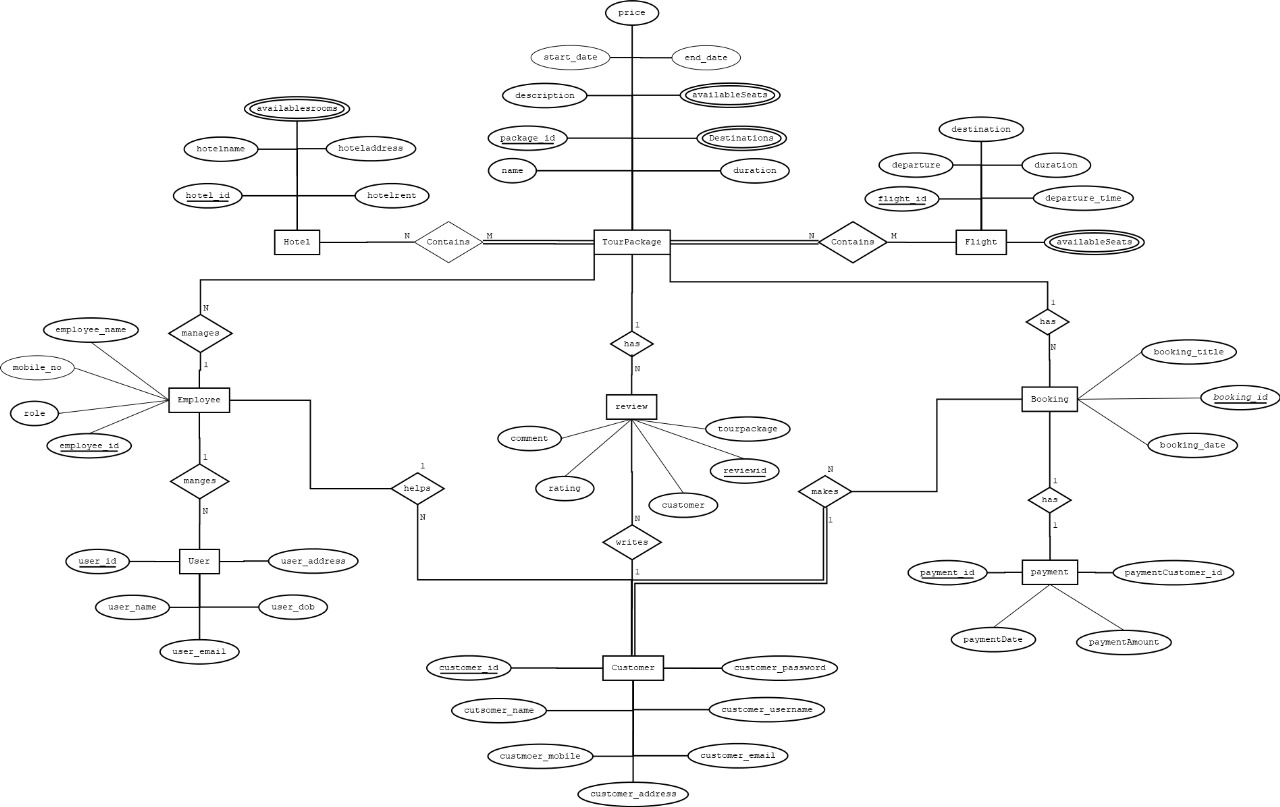 price
start_date
end_date
description
availableSeats
availablesrooms
package_id
Destinations
destination
hotelname
hoteladdress
name
duration
departure
duration
hotel_id
hotelrent
flight_id
departure_time
Hotel
N
Contains
M
TourPackage
N
Contains
M
Flight
availableSeats
N
manages
1
1
has
N
1
has
N
employee_name
mobile_no
role
employee_id
Employee
review
Booking
booking_title
booking_id
booking_date
comment
tourpackage
reviewid
rating
customer
1
manges
N
1
helps
N
N
makes
1
1
has
1
N
writes
1
user_id
User
user_address
user_name
user_dob
user_email
payment_id
payment
paymentCustomer_id
paymentDate
paymentAmount
customer_id
Customer
customer_password
cutsomer_name
customer_username
custmoer_mobile
customer_email
customer_address